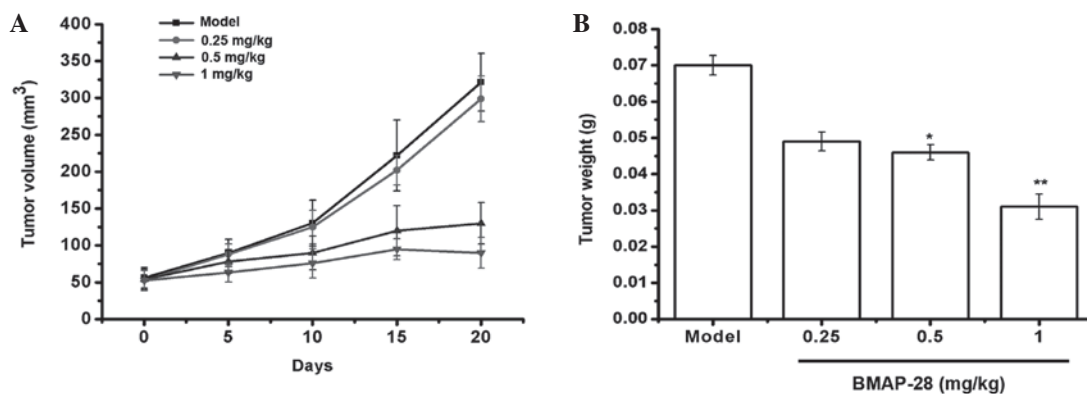 A
Model
0.25 mg/kg
0.5 mg/kg
1 mg/kg
400
350
300
250
200
150
100
50
0
Tumor volume (mm³)
0 5 10 15 20
Days
B
**
*
0.08
0.07
0.06
0.05
0.04
0.03
0.02
0.01
0.00
Tumor weight (g)
Model 0.25 0.5 1
BMAP-28 (mg/kg)